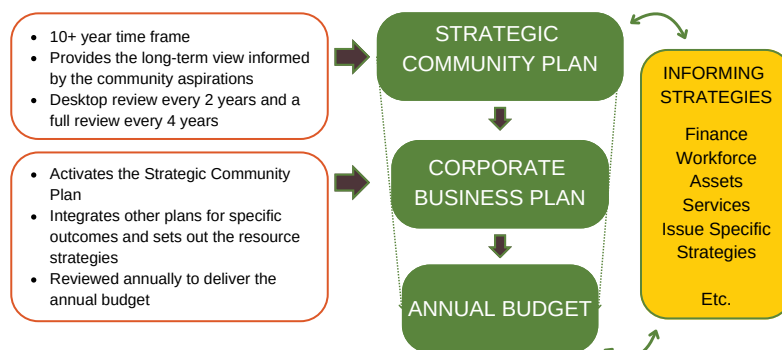 • 10+ year time frame
• Provides the long-term view informed
by the community aspirations
• Desktop review every 2 years and a
full review every 4 years
STRATEGIC
COMMUNITY PLAN
• Activates the Strategic Community
Plan
• Integrates other plans for specific
outcomes and sets out the resource
strategies
• Reviewed annually to deliver the
annual budget
CORPORATE
BUSINESS PLAN
ANNUAL BUDGET
INFORMING
STRATEGIES
Finance
Workforce
Assets
Services
Issue Specific
Strategies
Etc.